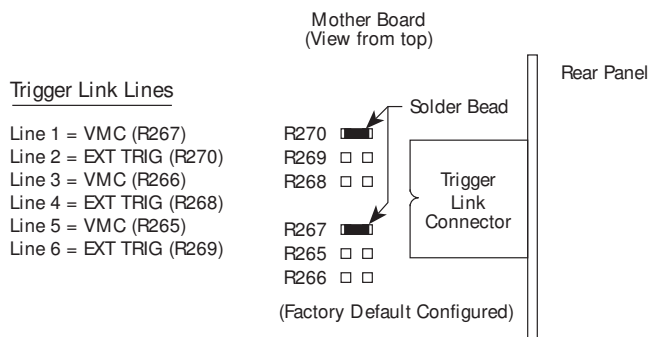 Mother Board
(View from top)
Rear Panel
Trigger Link Lines
Line 1 = VMC (R267)
Line 2 = EXT TRIG (R270)
Line 3 = VMC (R266)
Line 4 = EXT TRIG (R268)
Line 5 = VMC (R265)
Line 6 = EXT TRIG (R269)
Solder Bead
R270
R269
R268
R267
R265
R266
Trigger
Link
Connector
(Factory Default Configured)